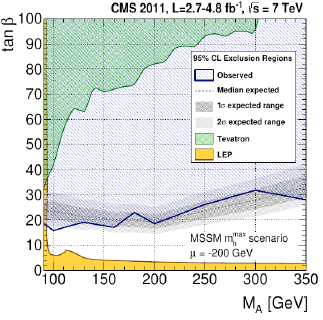 CMS 2011, L=2.7-4.8 fb⁻¹, √s = 7 TeV
tan β
100
90
80
70
60
50
40
30
20
10
0
95% CL Exclusion Regions
Observed
Median expected
1σ expected range
2σ expected range
Tevatron
LEP
MSSM m_h^max scenario
μ = -200 GeV
100 150 200 250 300 350
M_A [GeV]